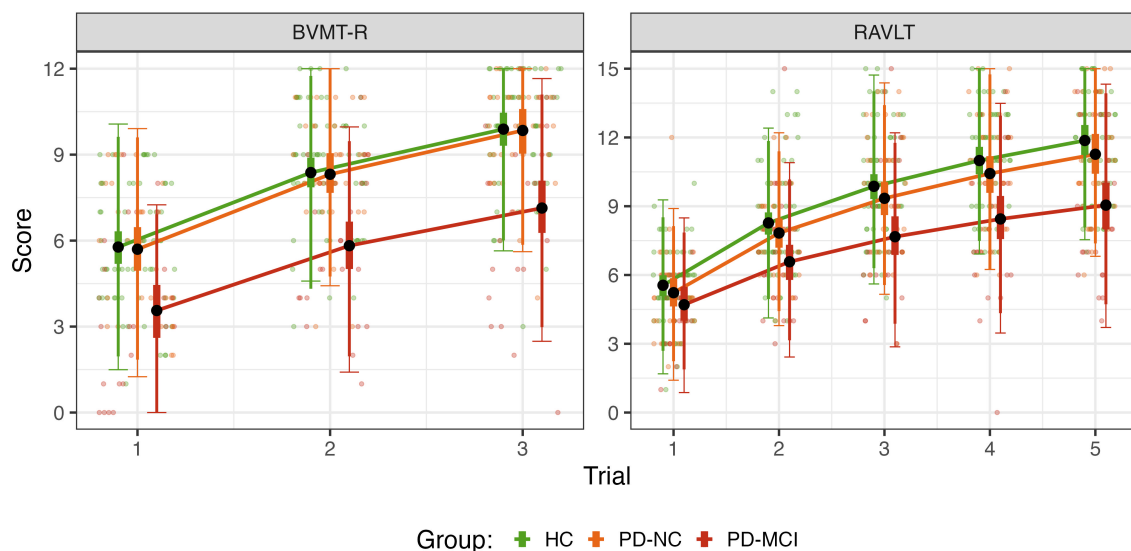 BVMT-R
RAVLT
12
9
6
3
0
15
12
9
6
3
0
Score
1 2 3
1 2 3 4 5
Trial
Group: HC PD-NC PD-MCI